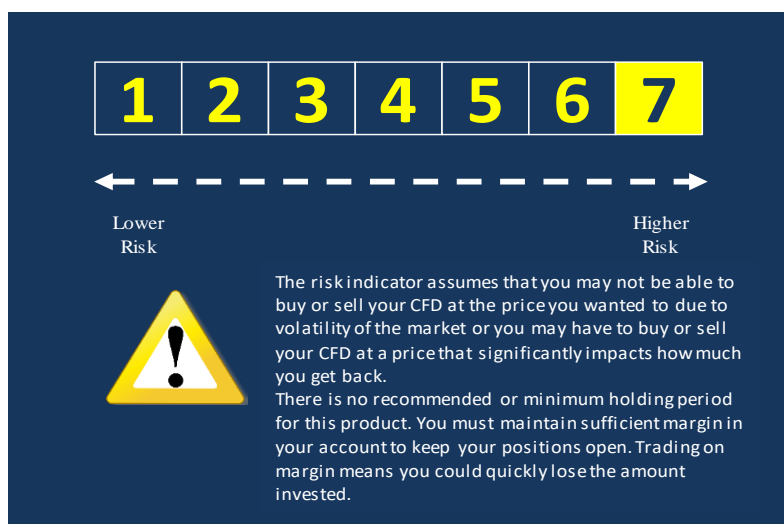 1 2 3 4 5 6 7
Lower Higher
Risk Risk
The risk indicator assumes that you may not be able to
buy or sell your CFD at the price you wanted to due to
volatility of the market or you may have to buy or sell
your CFD at a price that significantly impacts how much
you get back.
There is no recommended or minimum holding period
for this product. You must maintain sufficient margin in
your account to keep your positions open. Trading on
margin means you could quickly lose the amount
invested.